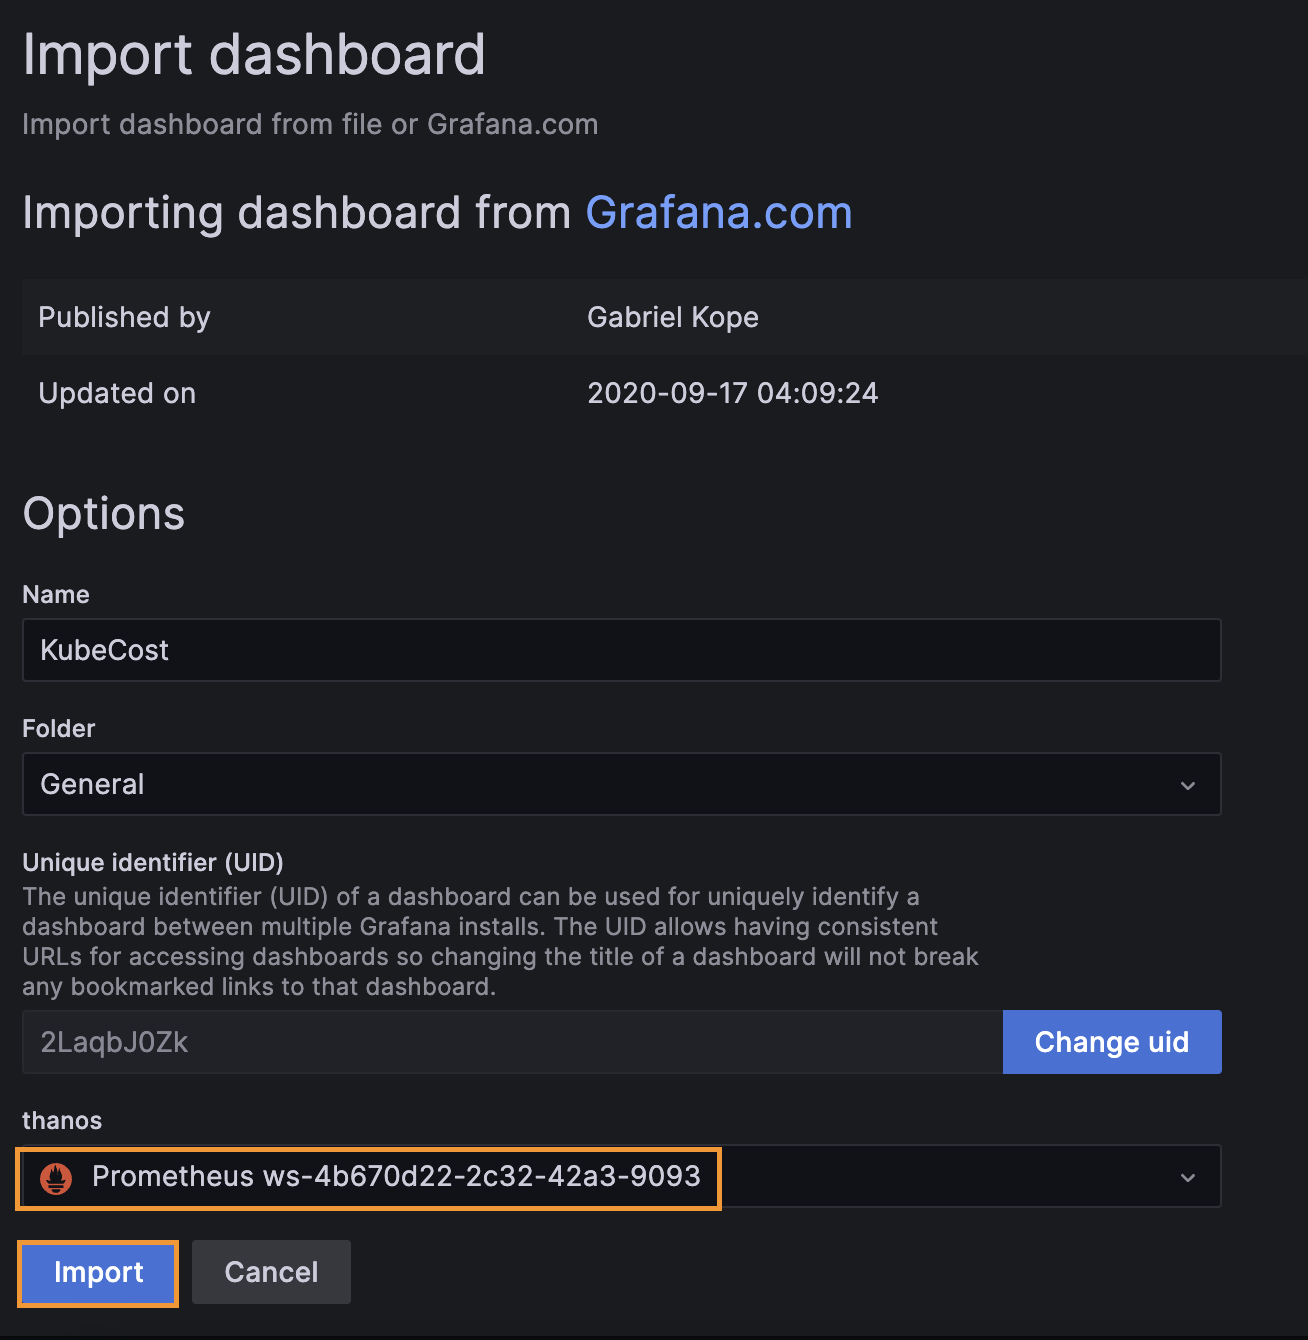 Import dashboard
Import dashboard from file or Grafana.com
Importing dashboard from Grafana.com
Published by Gabriel Kope
Updated on 2020-09-17 04:09:24
Options
Name
KubeCost
Folder
General
Unique identifier (UID)
The unique identifier (UID) of a dashboard can be used for uniquely identify a
dashboard between multiple Grafana installs. The UID allows having consistent
URLs for accessing dashboards so changing the title of a dashboard will not break
any bookmarked links to that dashboard.
2LaqbJ0Zk Change uid
thanos
Prometheus ws-4b670d22-2c32-42a3-9093
Import Cancel